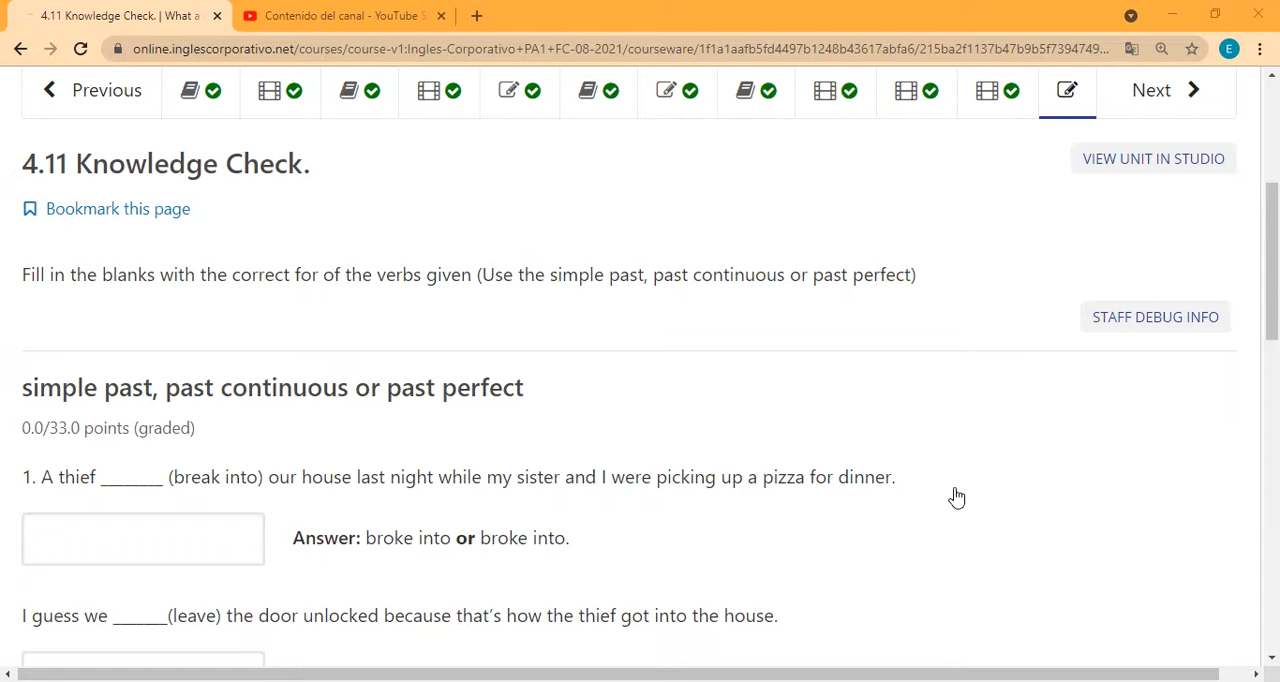 4.11 Knowledge Check. | What a
Contenido del canal - YouTube S
online.inglescorporativo.net/courses/course-v1:Ingles-Corporativo+PA1+FC-08-2021/courseware/1f1a1aafb5fd4497b1248b43617abfa6/215ba2f1137b47b9b5f7394749...
E
Previous
Next
4.11 Knowledge Check.
VIEW UNIT IN STUDIO
Bookmark this page
Fill in the blanks with the correct for of the verbs given (Use the simple past, past continuous or past perfect)
STAFF DEBUG INFO
simple past, past continuous or past perfect
0.0/33.0 points (graded)
1. A thief _______ (break into) our house last night while my sister and I were picking up a pizza for dinner.
Answer: broke into or broke into.
I guess we ______(leave) the door unlocked because that’s how the thief got into the house.